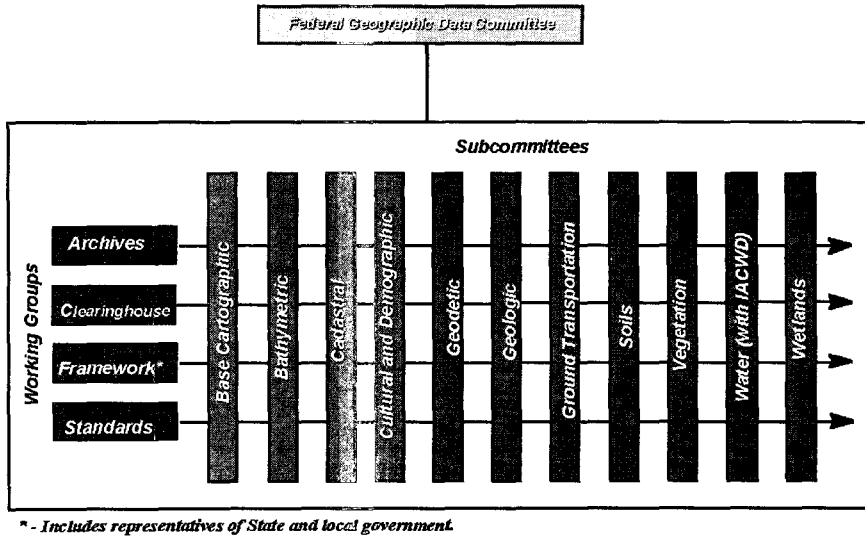 Federal Geographic Data Committee
Subcommittees
Working Groups
Archives
Clearinghouse
Framework*
Standards
Base Cartographic
Bathymetric
Cadastral
Cultural and Demographic
Geodetic
Geologic
Ground Transportation
Soils
Vegetation
Water (with IACWD)
Wetlands
* - Includes representatives of State and local government.